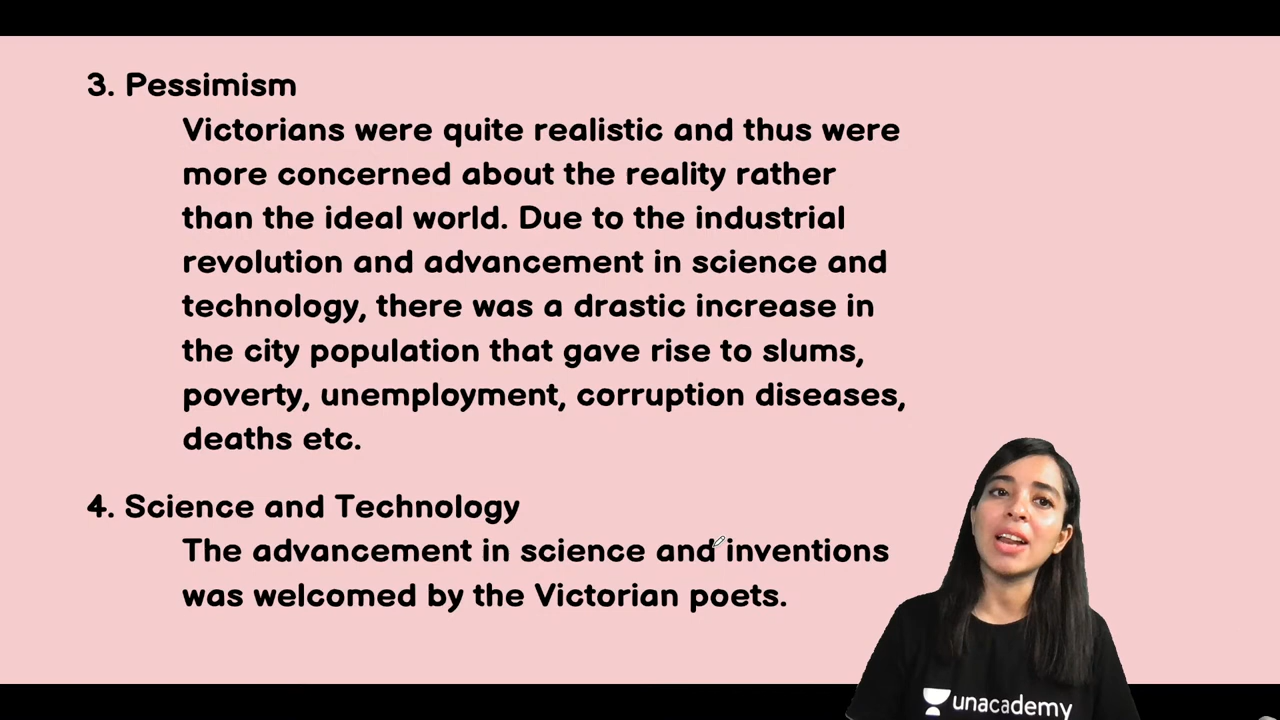 3. Pessimism
Victorians were quite realistic and thus were
more concerned about the reality rather
than the ideal world. Due to the industrial
revolution and advancement in science and
technology, there was a drastic increase in
the city population that gave rise to slums,
poverty, unemployment, corruption diseases,
deaths etc.
4. Science and Technology
The advancement in science and inventions
was welcomed by the Victorian poets.
unacademy